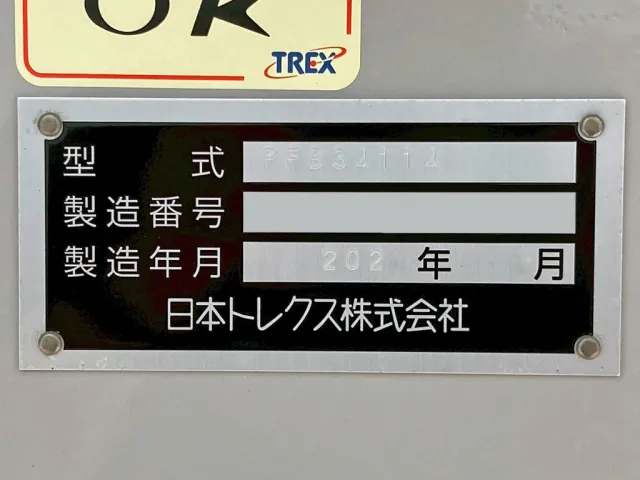 OK
TREX
型式 PFB34114
製造番号
製造年月 202 年 月
日本トレクス株式会社